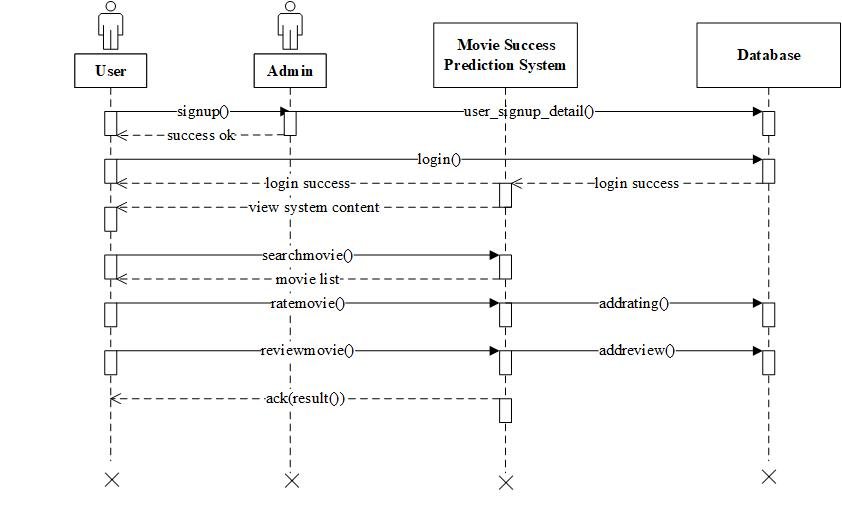 User
Admin
Movie Success
Prediction System
Database
signup()
user_signup_detail()
success ok
login()
login success
login success
view system content
searchmovie()
movie list
ratemovie()
addrating()
reviewmovie()
addreview()
ack(result())